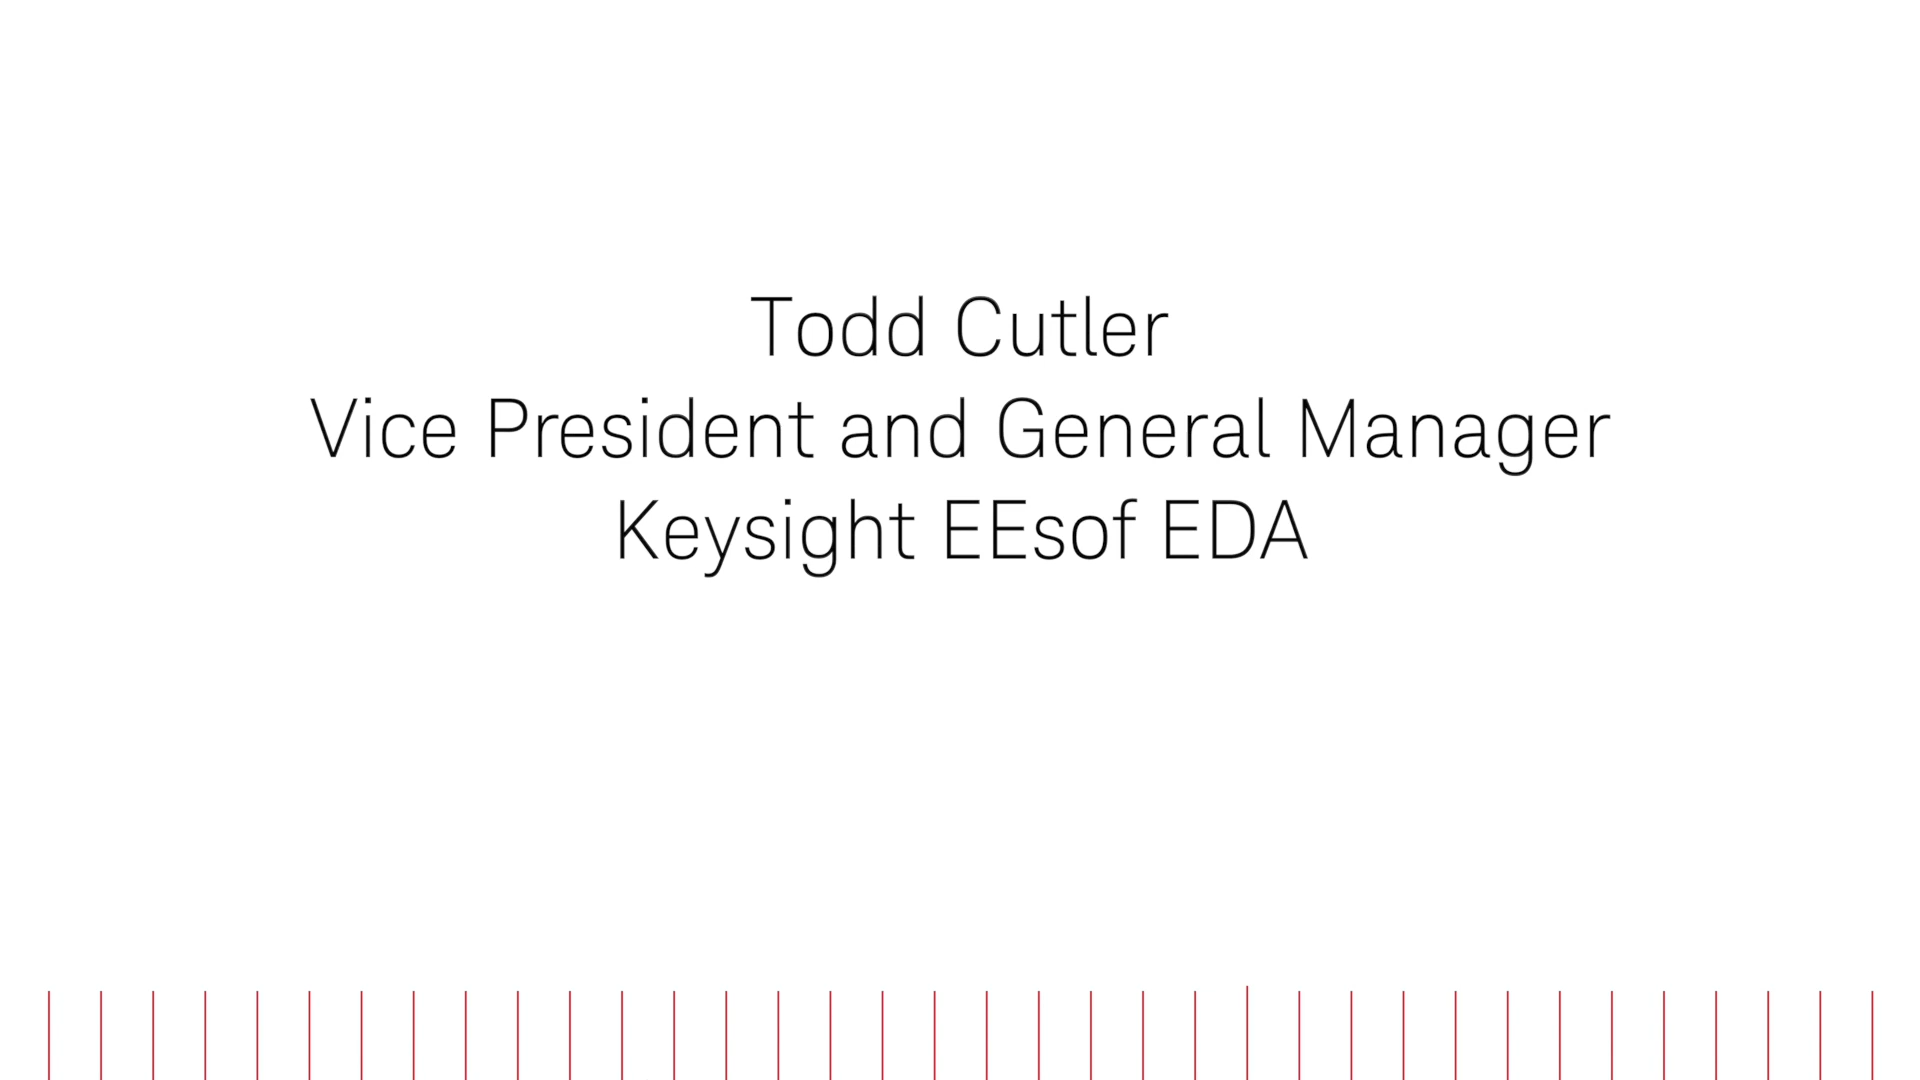 Todd Cutler
Vice President and General Manager
Keysight EEsof EDA